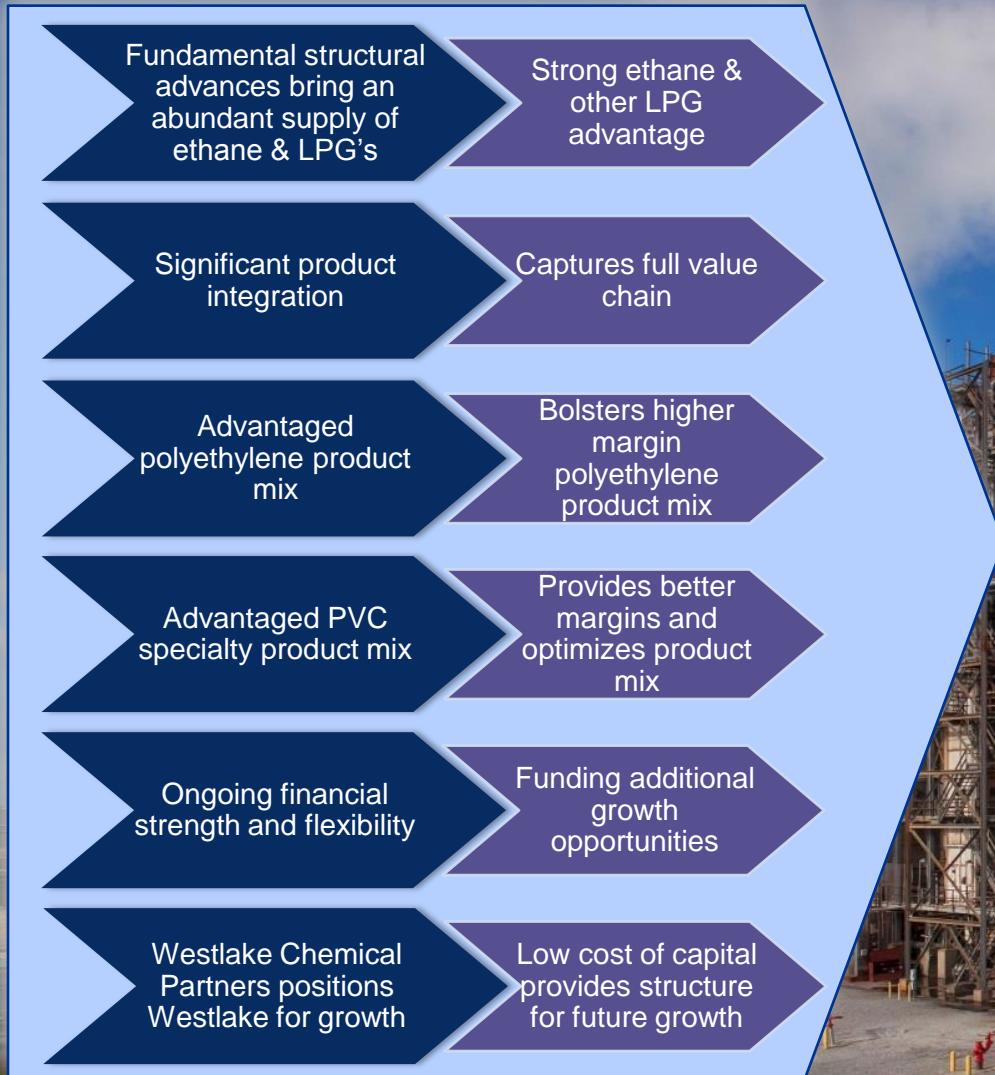 Fundamental structural
advances bring an
abundant supply of
ethane & LPG’s
Strong ethane &
other LPG
advantage
Significant product
integration
Captures full value
chain
Advantaged
polyethylene product
mix
Bolsters higher
margin
polyethylene
product mix
Advantaged PVC
specialty product mix
Provides better
margins and
optimizes product
mix
Ongoing financial
strength and flexibility
Funding additional
growth
opportunities
Westlake Chemical
Partners positions
Westlake for growth
Low cost of capital
provides structure
for future growth